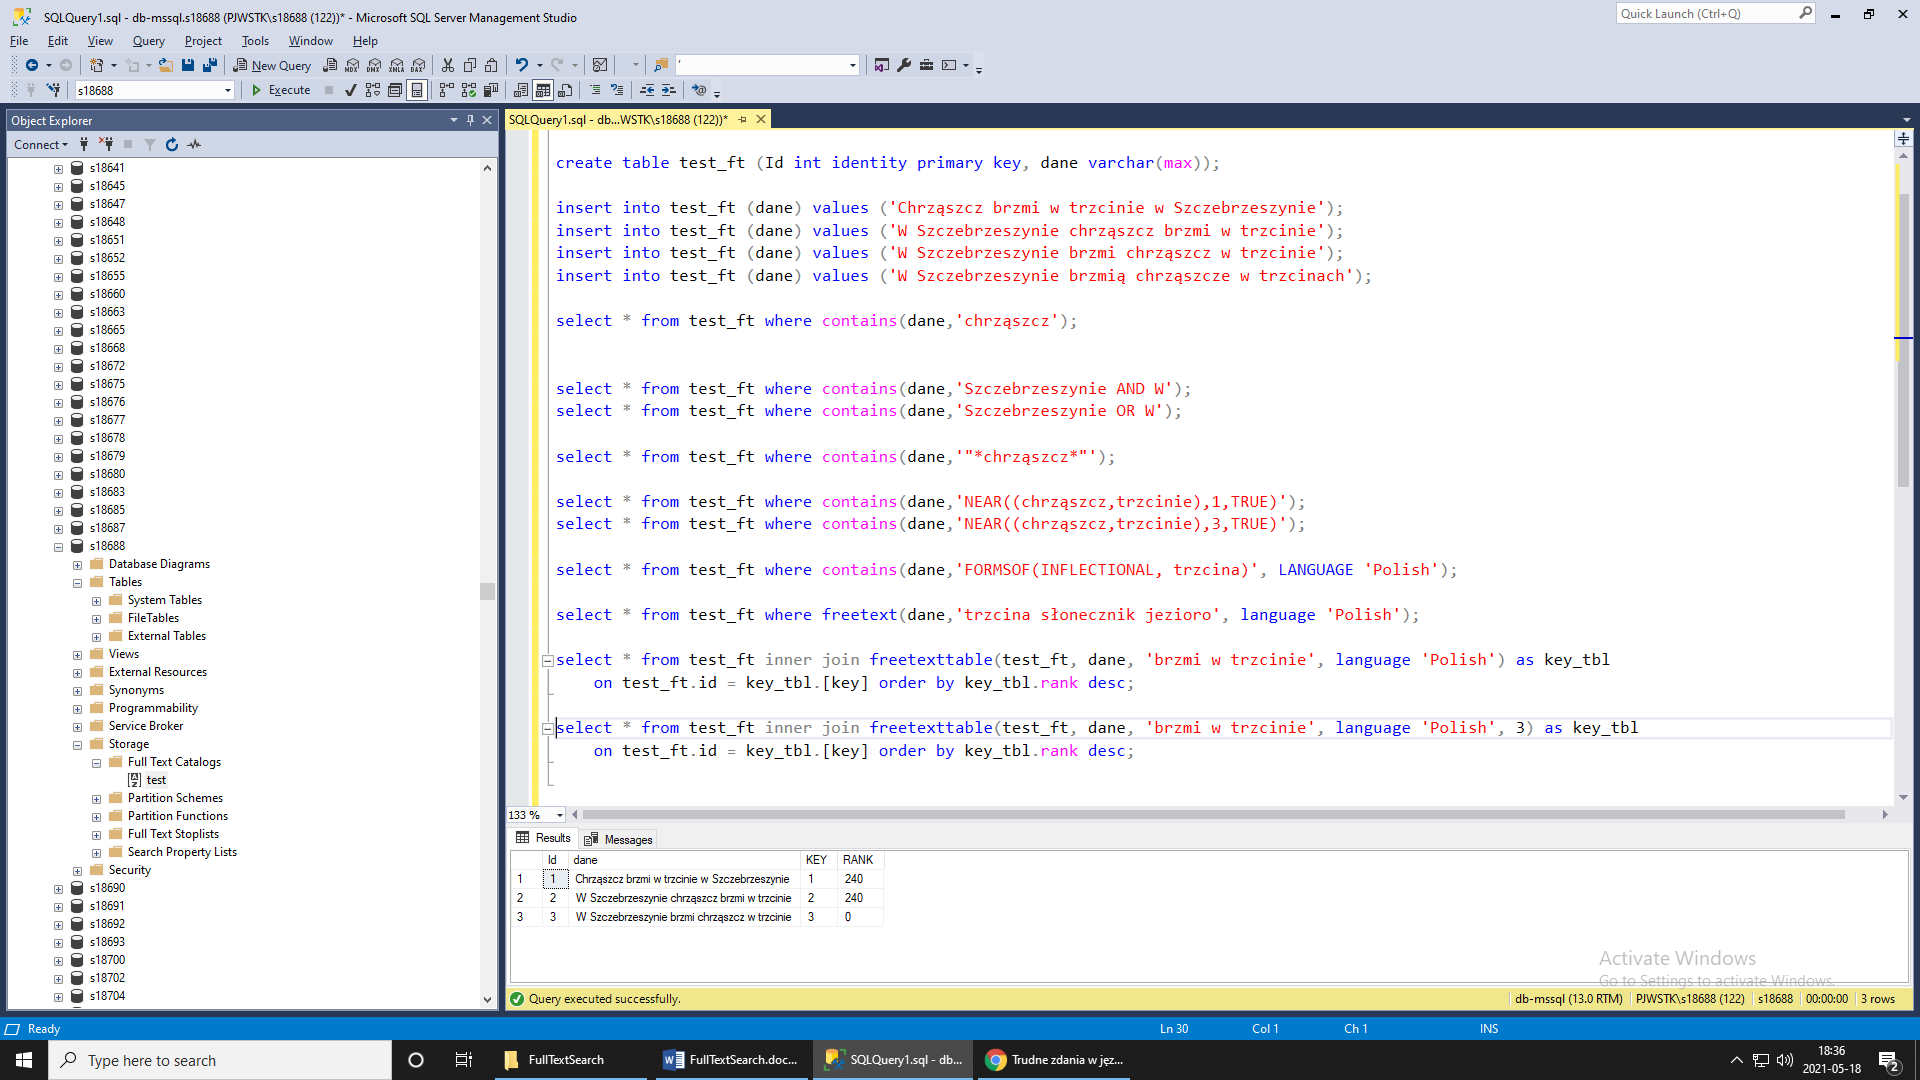 SQLQuery1.sql - db-mssql.s18688 (PJWSTK\s18688 (122))* - Microsoft SQL Server Management Studio
Quick Launch (Ctrl+Q)
File Edit View Query Project Tools Window Help
New Query MDX DMX XMLA DAX '
s18688 Execute
Object Explorer
Connect
s18641
s18645
s18647
s18648
s18651
s18652
s18655
s18660
s18663
s18665
s18668
s18672
s18675
s18676
s18677
s18678
s18679
s18680
s18683
s18685
s18687
s18688
Database Diagrams
Tables
System Tables
FileTables
External Tables
Views
External Resources
Synonyms
Programmability
Service Broker
Storage
Full Text Catalogs
test
Partition Schemes
Partition Functions
Full Text Stoplists
Search Property Lists
Security
s18690
s18691
s18692
s18693
s18700
s18702
s18704
SQLQuery1.sql - db...WSTK\s18688 (122))*
create table test_ft (Id int identity primary key, dane varchar(max));
insert into test_ft (dane) values ('Chrząszcz brzmi w trzcinie w Szczebrzeszynie');
insert into test_ft (dane) values ('W Szczebrzeszynie chrząszcz brzmi w trzcinie');
insert into test_ft (dane) values ('W Szczebrzeszynie brzmi chrząszcz w trzcinie');
insert into test_ft (dane) values ('W Szczebrzeszynie brzmią chrząszcze w trzcinach');
select * from test_ft where contains(dane,'chrząszcz');
select * from test_ft where contains(dane,'Szczebrzeszynie AND W');
select * from test_ft where contains(dane,'Szczebrzeszynie OR W');
select * from test_ft where contains(dane,'"*chrząszcz*"');
select * from test_ft where contains(dane,'NEAR((chrząszcz,trzcinie),1,TRUE)');
select * from test_ft where contains(dane,'NEAR((chrząszcz,trzcinie),3,TRUE)');
select * from test_ft where contains(dane,'FORMSOF(INFLECTIONAL, trzcina)', LANGUAGE 'Polish');
select * from test_ft where freetext(dane,'trzcina słonecznik jezioro', language 'Polish');
select * from test_ft inner join freetexttable(test_ft, dane, 'brzmi w trzcinie', language 'Polish') as key_tbl
on test_ft.id = key_tbl.[key] order by key_tbl.rank desc;
select * from test_ft inner join freetexttable(test_ft, dane, 'brzmi w trzcinie', language 'Polish', 3) as key_tbl
on test_ft.id = key_tbl.[key] order by key_tbl.rank desc;
133 %
Results Messages
Id dane KEY RANK
1 1 Chrząszcz brzmi w trzcinie w Szczebrzeszynie 1 240
2 2 W Szczebrzeszynie chrząszcz brzmi w trzcinie 2 240
3 3 W Szczebrzeszynie brzmi chrząszcz w trzcinie 3 0
Activate Windows
Go to Settings to activate Windows.
Query executed successfully. db-mssql (13.0 RTM) PJWSTK\s18688 (122) s18688 00:00:00 3 rows
Ready Ln 30 Col 1 Ch 1 INS
Type here to search FullTextSearch FullTextSearch.doc... SQLQuery1.sql - db... Trudne zdania w jęz... 18:36
2021-05-18 2